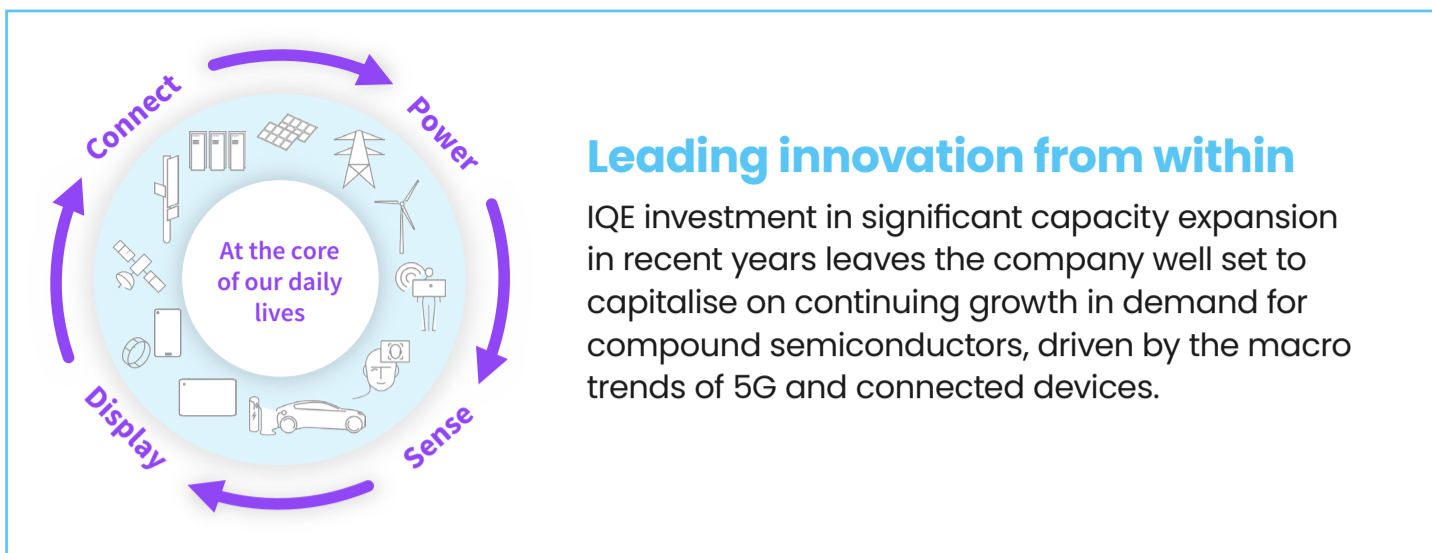 Connect
Power
At the core
of our daily
lives
Display
Sense
Leading innovation from within
IQE investment in significant capacity expansion
in recent years leaves the company well set to
capitalise on continuing growth in demand for
compound semiconductors, driven by the macro
trends of 5G and connected devices.